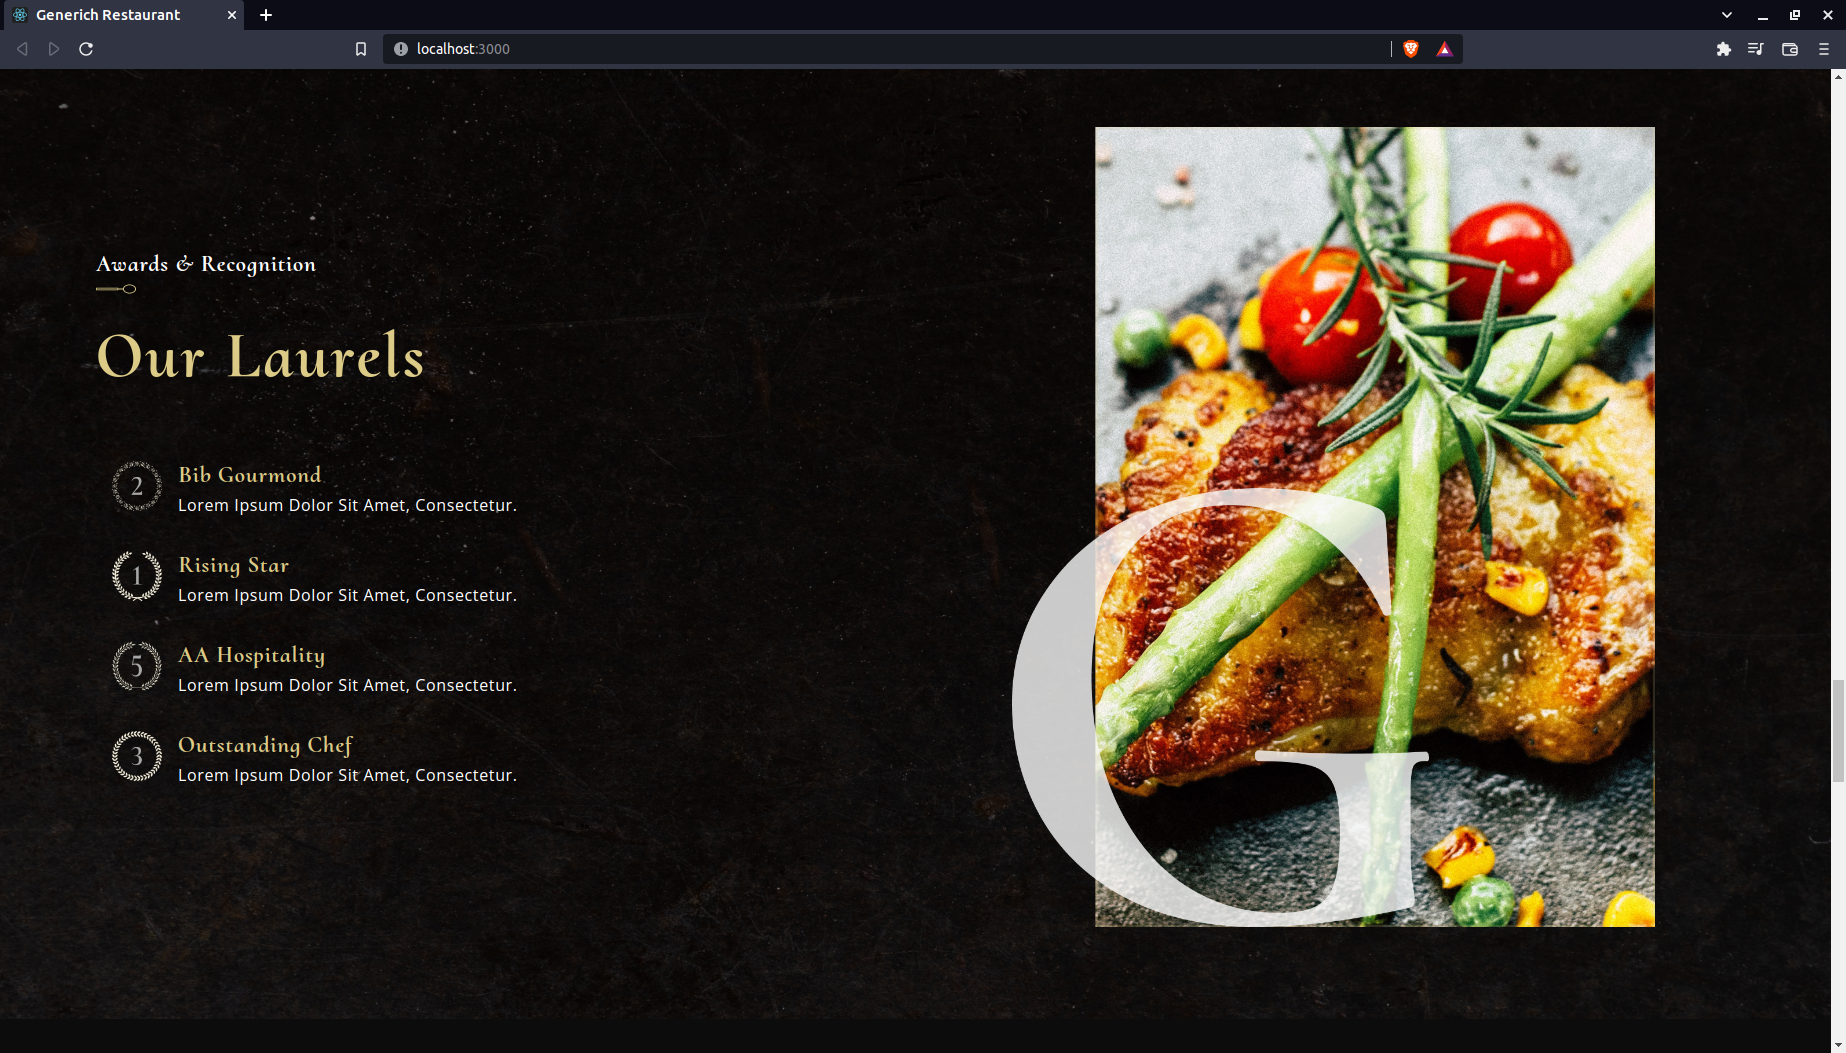 Generich Restaurant
localhost:3000
Awards & Recognition
Our Laurels
2
Bib Gourmond
Lorem Ipsum Dolor Sit Amet, Consectetur.
1
Rising Star
Lorem Ipsum Dolor Sit Amet, Consectetur.
5
AA Hospitality
Lorem Ipsum Dolor Sit Amet, Consectetur.
3
Outstanding Chef
Lorem Ipsum Dolor Sit Amet, Consectetur.
G